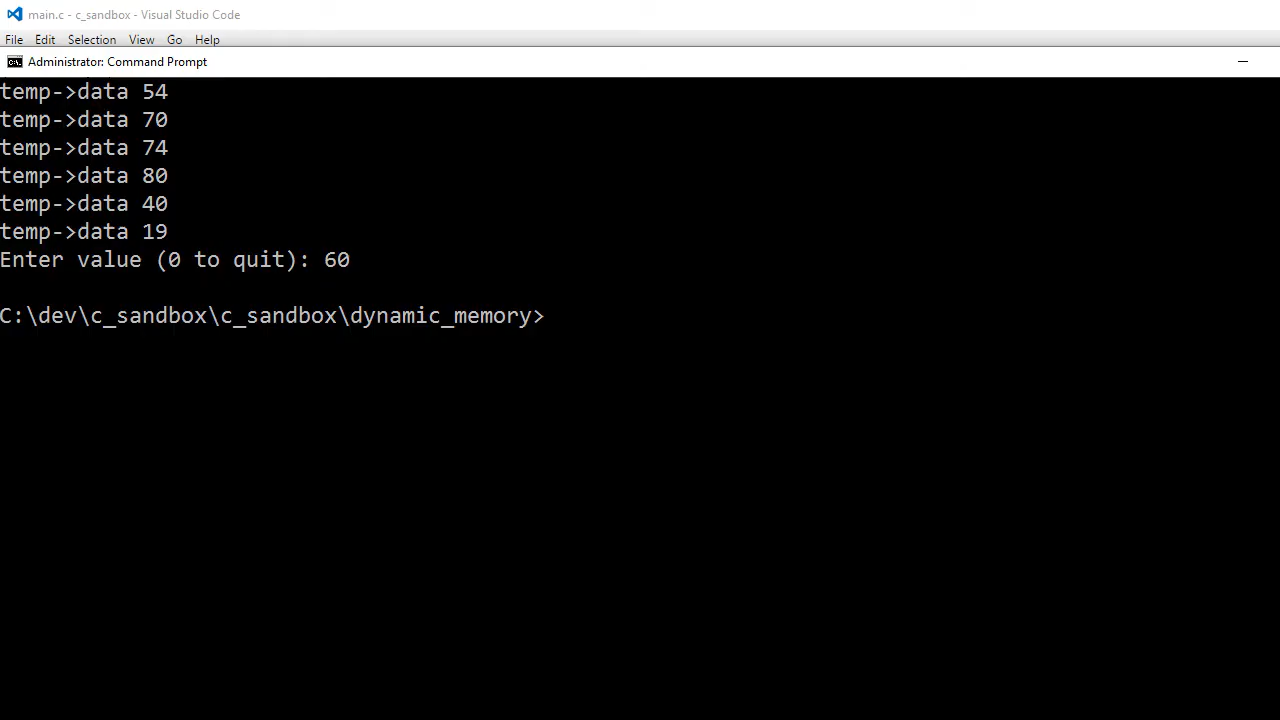 main.c - c_sandbox - Visual Studio Code
File Edit Selection View Go Help
Administrator: Command Prompt
temp->data 54
temp->data 70
temp->data 74
temp->data 80
temp->data 40
temp->data 19
Enter value (0 to quit): 60
C:\dev\c_sandbox\c_sandbox\dynamic_memory>